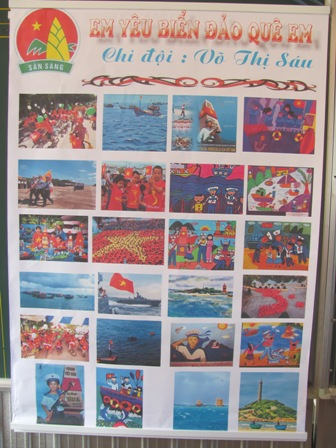 EM YÊU BIỂN ĐẢO QUÊ EM
Chi đội : Võ Thị Sáu
SẴN SÀNG